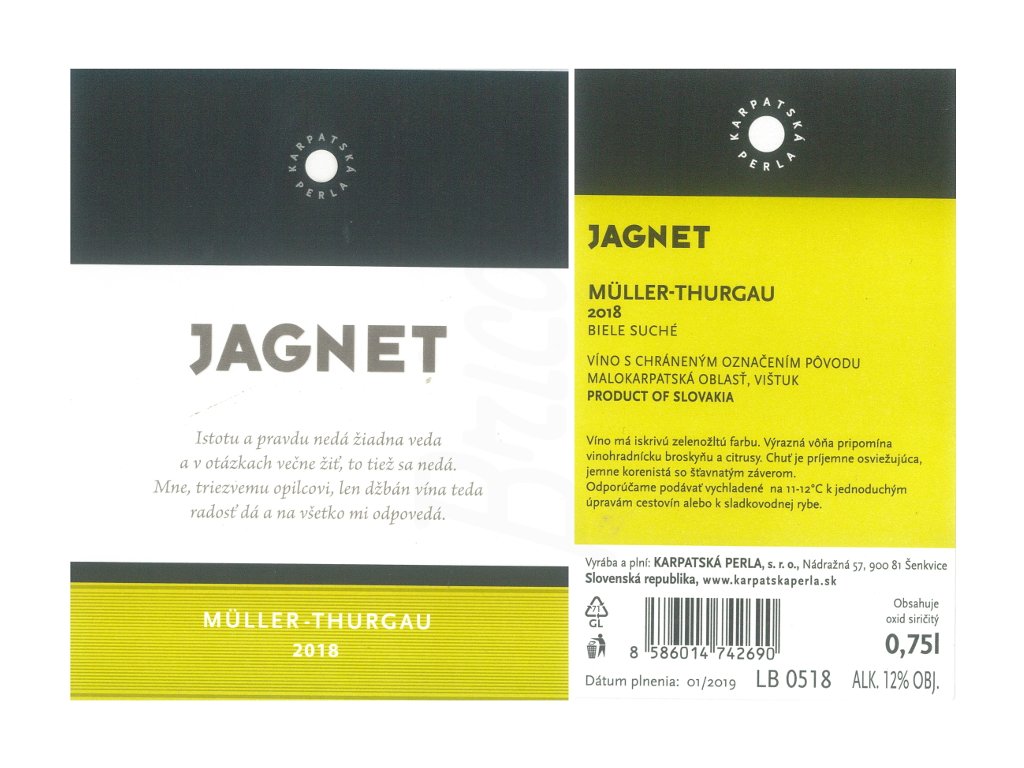 KARPATSKÁ PERLA
JAGNET
Istotu a pravdu nedá žiadna veda
a v otázkach večne žiť, to tiež sa nedá.
Mne, triezvemu opilcovi, len džbán vína teda
radosť dá a na všetko mi odpovedá.
MÜLLER-THURGAU
2018
KARPATSKÁ PERLA
JAGNET
MÜLLER-THURGAU
2018
BIELE SUCHÉ
VÍNO S CHRÁNENÝM OZNAČENÍM PÔVODU
MALOKARPATSKÁ OBLASŤ, VIŠTUK
PRODUCT OF SLOVAKIA
Víno má iskrivú zelenožltú farbu. Výrazná vôňa pripomína
vinohradnícku broskyňu a citrusy. Chuť je príjemne osviežujúca,
jemne korenistá so šťavnatým záverom.
Odporúčame podávať vychladené na 11-12°C k jednoduchým
úpravám cestovín alebo k sladkovodnej rybe.
Vyrába a plní: KARPATSKÁ PERLA, s. r. o., Nádražná 57, 900 81 Šenkvice
Slovenská republika, www.karpatskaperla.sk
71
GL
8 586014 742690
Obsahuje
oxid siričitý
0,75l
Dátum plnenia: 01/2019 LB 0518 ALK. 12% OBJ.